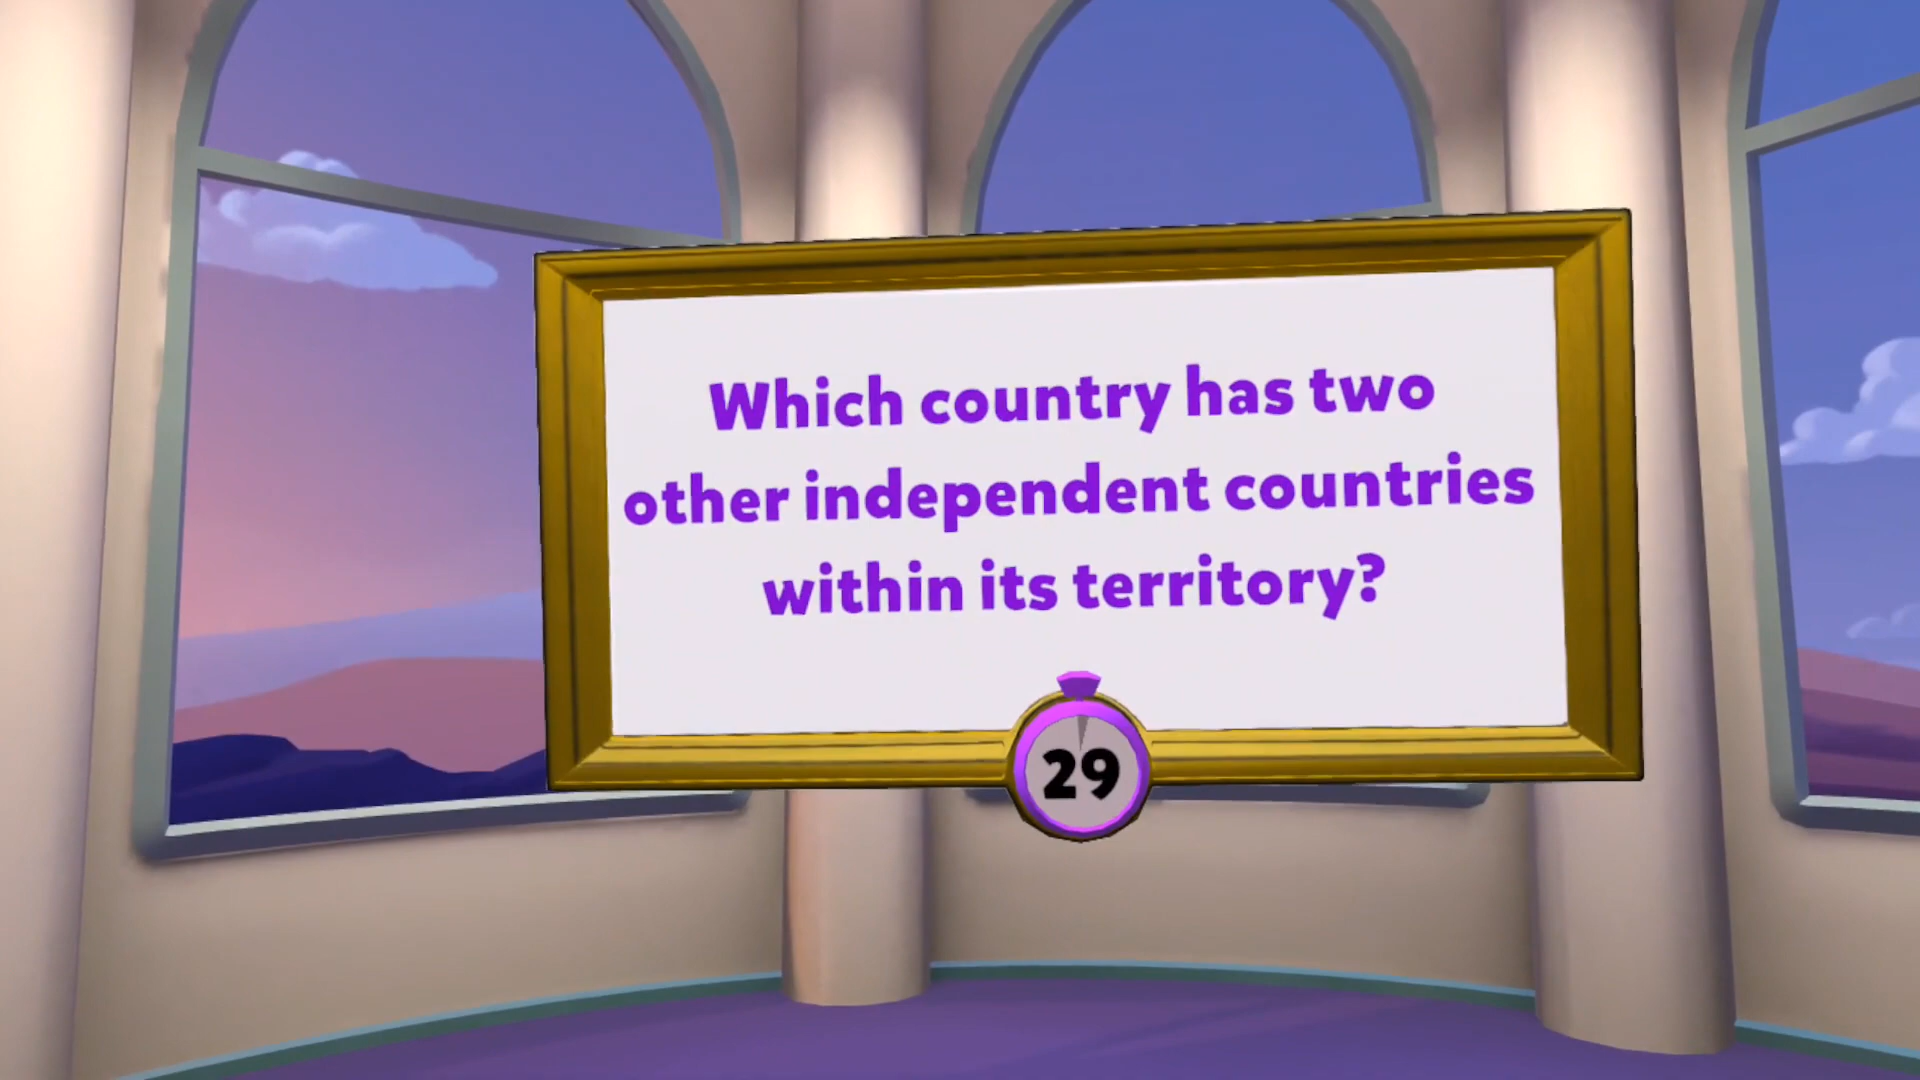 Which country has two
other independent countries
within its territory?
29